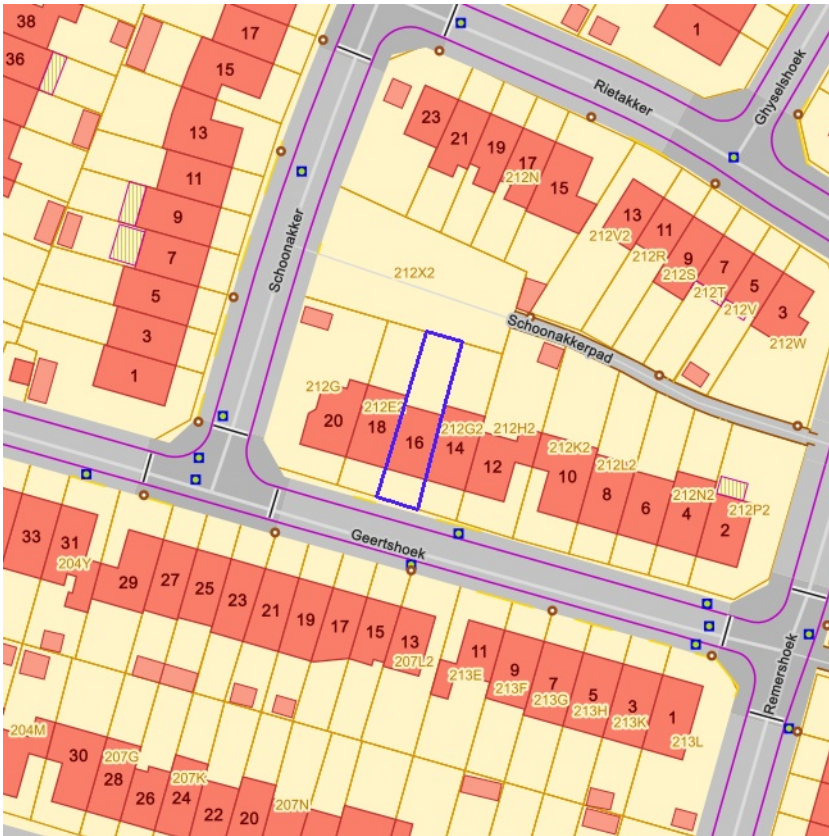 38
17
1
36
15
Rietakker
Ghyselshoek
13
23
21
19
17
15
212N
11
9
7
5
3
1
Schoonakker
13
11
9
7
5
3
212V2
212R
212S
212T
212V
212W
212X2
Schoonakkerpad
212G
20
212E2
18
16
212G2
14
212H2
12
212K2
10
212L2
8
6
212N2
4
212P2
2
Geertshoek
33
31
204Y
29
27
25
23
21
19
17
15
13
207L2
11
213E
9
213F
7
213G
5
213H
3
213K
1
213L
Remershoek
204M
30
207G
28
26
207K
24
22
20
207N